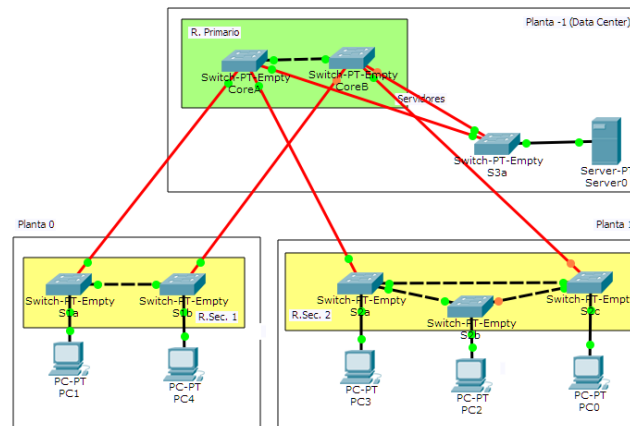 Planta -1 (Data Center)
R. Primario
Switch-PT-Empty
CoreA
Switch-PT-Empty
CoreB
Servidores
Switch-PT-Empty
S3a
Server-PT
Server0
Planta 0
Planta 1
Switch-PT-Empty
Switch-PT-Empty
R.Sec. 1
Switch-PT-Empty
S2a
R.Sec. 2
Switch-PT-Empty
S2b
Switch-PT-Empty
S2c
PC-PT
PC1
PC-PT
PC4
PC-PT
PC3
PC-PT
PC2
PC-PT
PC0